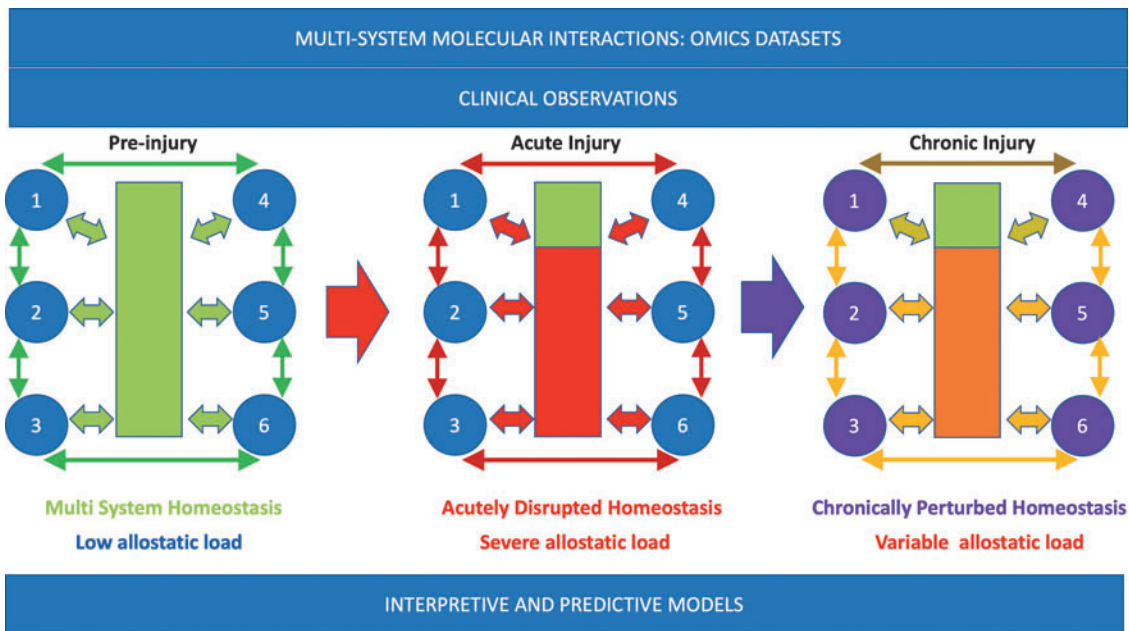 MULTI-SYSTEM MOLECULAR INTERACTIONS: OMICS DATASETS
CLINICAL OBSERVATIONS
Pre-injury
1
4
2
5
3
6
Multi System Homeostasis
Low allostatic load
Acute Injury
1
4
2
5
3
6
Acutely Disrupted Homeostasis
Severe allostatic load
Chronic Injury
1
4
2
5
3
6
Chronically Perturbed Homeostasis
Variable allostatic load
INTERPRETIVE AND PREDICTIVE MODELS